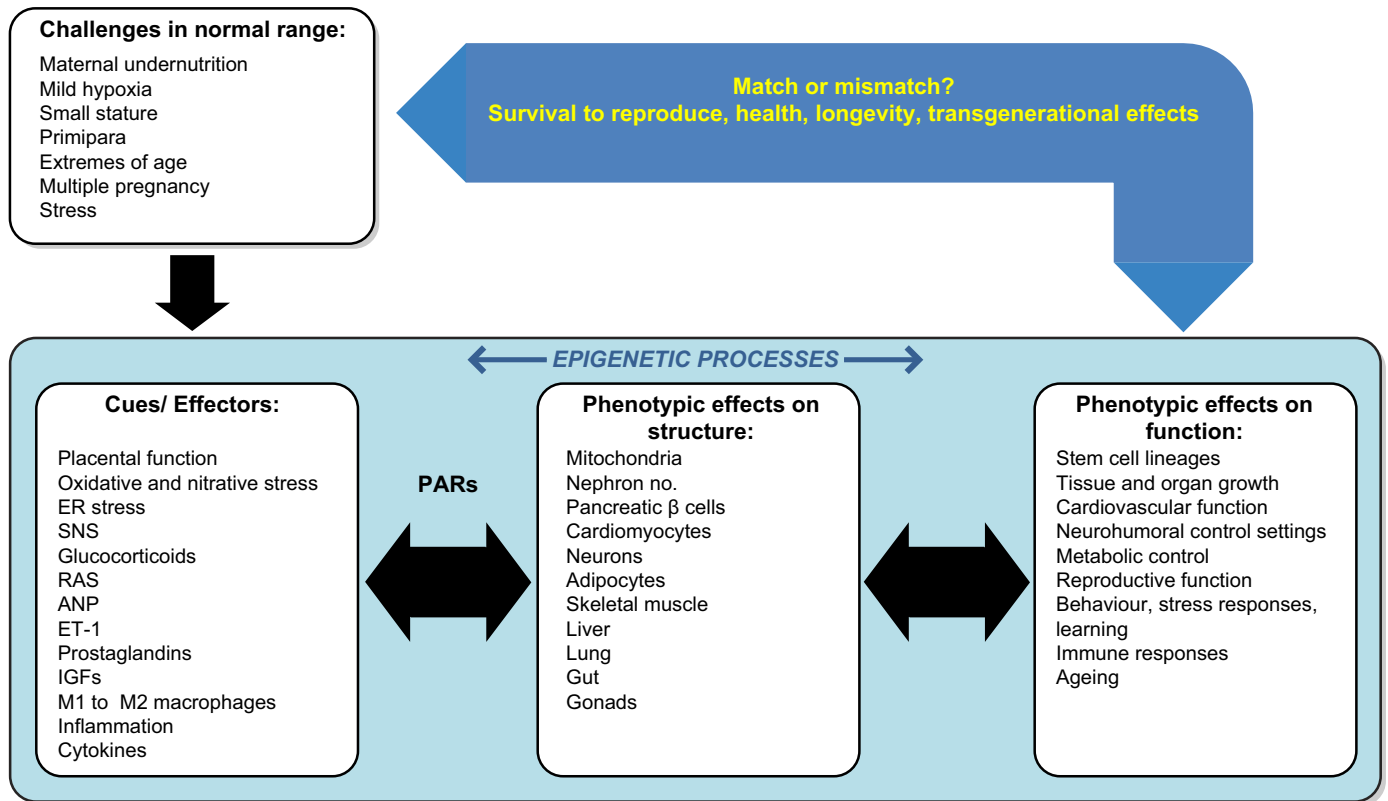 Challenges in normal range:
Maternal undernutrition
Mild hypoxia
Small stature
Primipara
Extremes of age
Multiple pregnancy
Stress
Match or mismatch?
Survival to reproduce, health, longevity, transgenerational effects
EPIGENETIC PROCESSES
Cues/ Effectors:
Placental function
Oxidative and nitrative stress
ER stress
SNS
Glucocorticoids
RAS
ANP
ET-1
Prostaglandins
IGFs
M1 to M2 macrophages
Inflammation
Cytokines
PARs
Phenotypic effects on
structure:
Mitochondria
Nephron no.
Pancreatic β cells
Cardiomyocytes
Neurons
Adipocytes
Skeletal muscle
Liver
Lung
Gut
Gonads
Phenotypic effects on
function:
Stem cell lineages
Tissue and organ growth
Cardiovascular function
Neurohumoral control settings
Metabolic control
Reproductive function
Behaviour, stress responses,
learning
Immune responses
Ageing